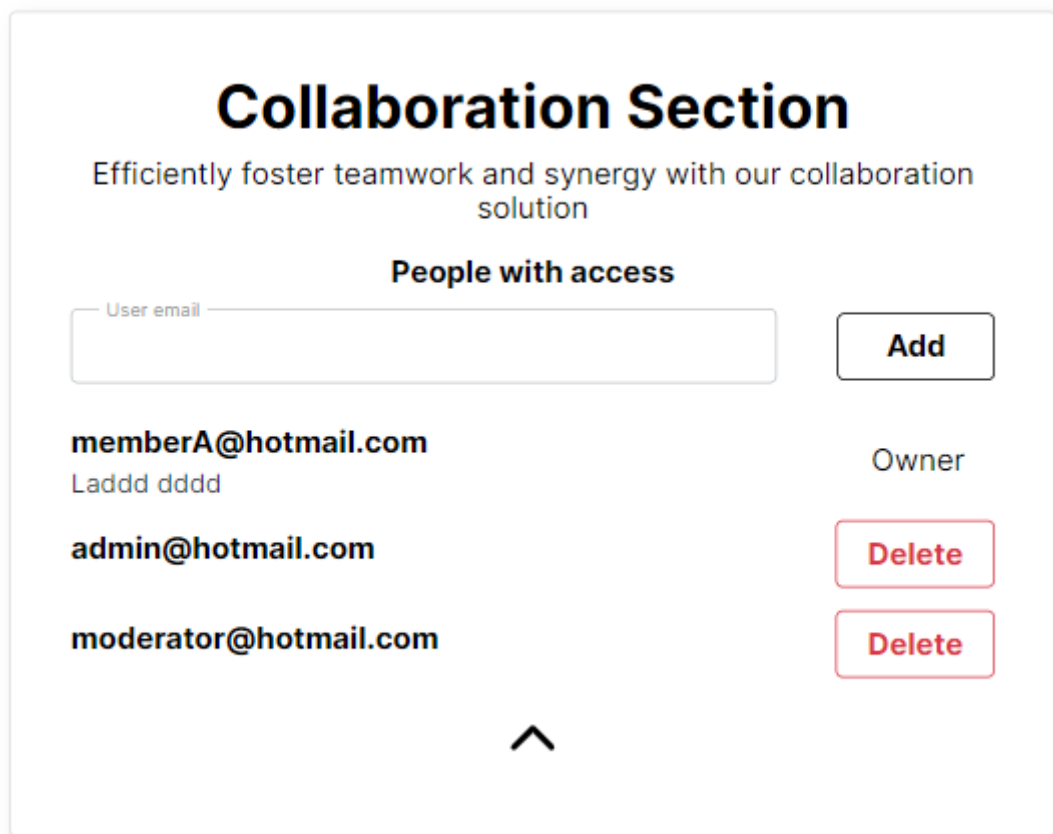 Collaboration Section
Efficiently foster teamwork and synergy with our collaboration
solution
People with access
User email
Add
memberA@hotmail.com
Owner
Laddd dddd
admin@hotmail.com
Delete
moderator@hotmail.com
Delete